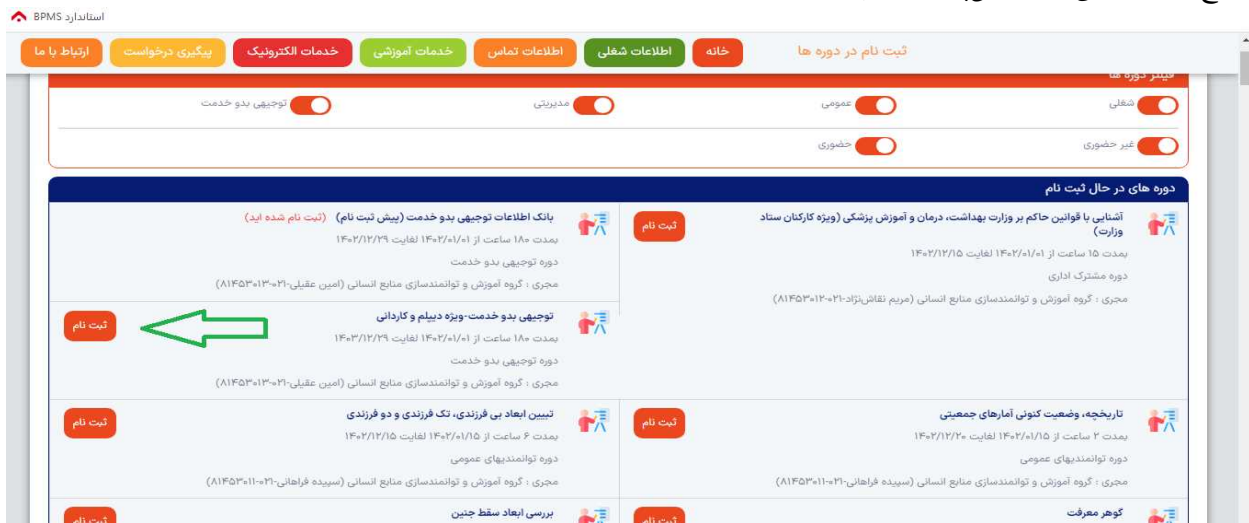 استاندارد BPMS
ثبت نام در دوره ها
خانه
اطلاعات شغلی
اطلاعات تماس
خدمات آموزشی
خدمات الکترونیک
پیگیری درخواست
ارتباط با ما
فیلتر دوره ها
شغلی
عمومی
مدیریتی
توجیهی بدو خدمت
غیر حضوری
حضوری
دوره های در حال ثبت نام
آشنایی با قوانین حاکم بر وزارت بهداشت، درمان و آموزش پزشکی (ویژه کارکنان ستاد
وزارت)
ثبت نام
بمدت ۱۵ ساعت از ۱۴۰۲/۰۱/۰۱ لغایت ۱۴۰۲/۱۲/۱۵
دوره مشترک اداری
مجری : گروه آموزش و توانمندسازی منابع انسانی (مریم نقاش‌نژاد-۰۲۱-۸۱۴۵۳۰۱۲)
بانک اطلاعات توجیهی بدو خدمت (پیش ثبت نام) (ثبت نام شده اید)
بمدت ۱۸۰ ساعت از ۱۴۰۲/۰۱/۰۱ لغایت ۱۴۰۲/۱۲/۲۹
دوره توجیهی بدو خدمت
مجری : گروه آموزش و توانمندسازی منابع انسانی (امین عقیلی-۰۲۱-۸۱۴۵۳۰۱۳)
توجیهی بدو خدمت-ویژه دیپلم و کاردانی
ثبت نام
بمدت ۱۸۰ ساعت از ۱۴۰۲/۰۱/۰۱ لغایت ۱۴۰۳/۱۲/۲۹
دوره توجیهی بدو خدمت
مجری : گروه آموزش و توانمندسازی منابع انسانی (امین عقیلی-۰۲۱-۸۱۴۵۳۰۱۳)
تاریخچه، وضعیت کنونی آمارهای جمعیتی
ثبت نام
بمدت ۲ ساعت از ۱۴۰۲/۰۱/۱۵ لغایت ۱۴۰۲/۱۲/۲۰
دوره توانمندیهای عمومی
مجری : گروه آموزش و توانمندسازی منابع انسانی (سپیده فراهانی-۰۲۱-۸۱۴۵۳۰۱۱)
تبیین ابعاد بی فرزندی، تک فرزندی و دو فرزندی
ثبت نام
بمدت ۶ ساعت از ۱۴۰۲/۰۱/۱۵ لغایت ۱۴۰۲/۱۲/۱۵
دوره توانمندیهای عمومی
مجری : گروه آموزش و توانمندسازی منابع انسانی (سپیده فراهانی-۰۲۱-۸۱۴۵۳۰۱۱)
گوهر معرفت
ثبت نام
بررسی ابعاد سقط جنین
ثبت نام